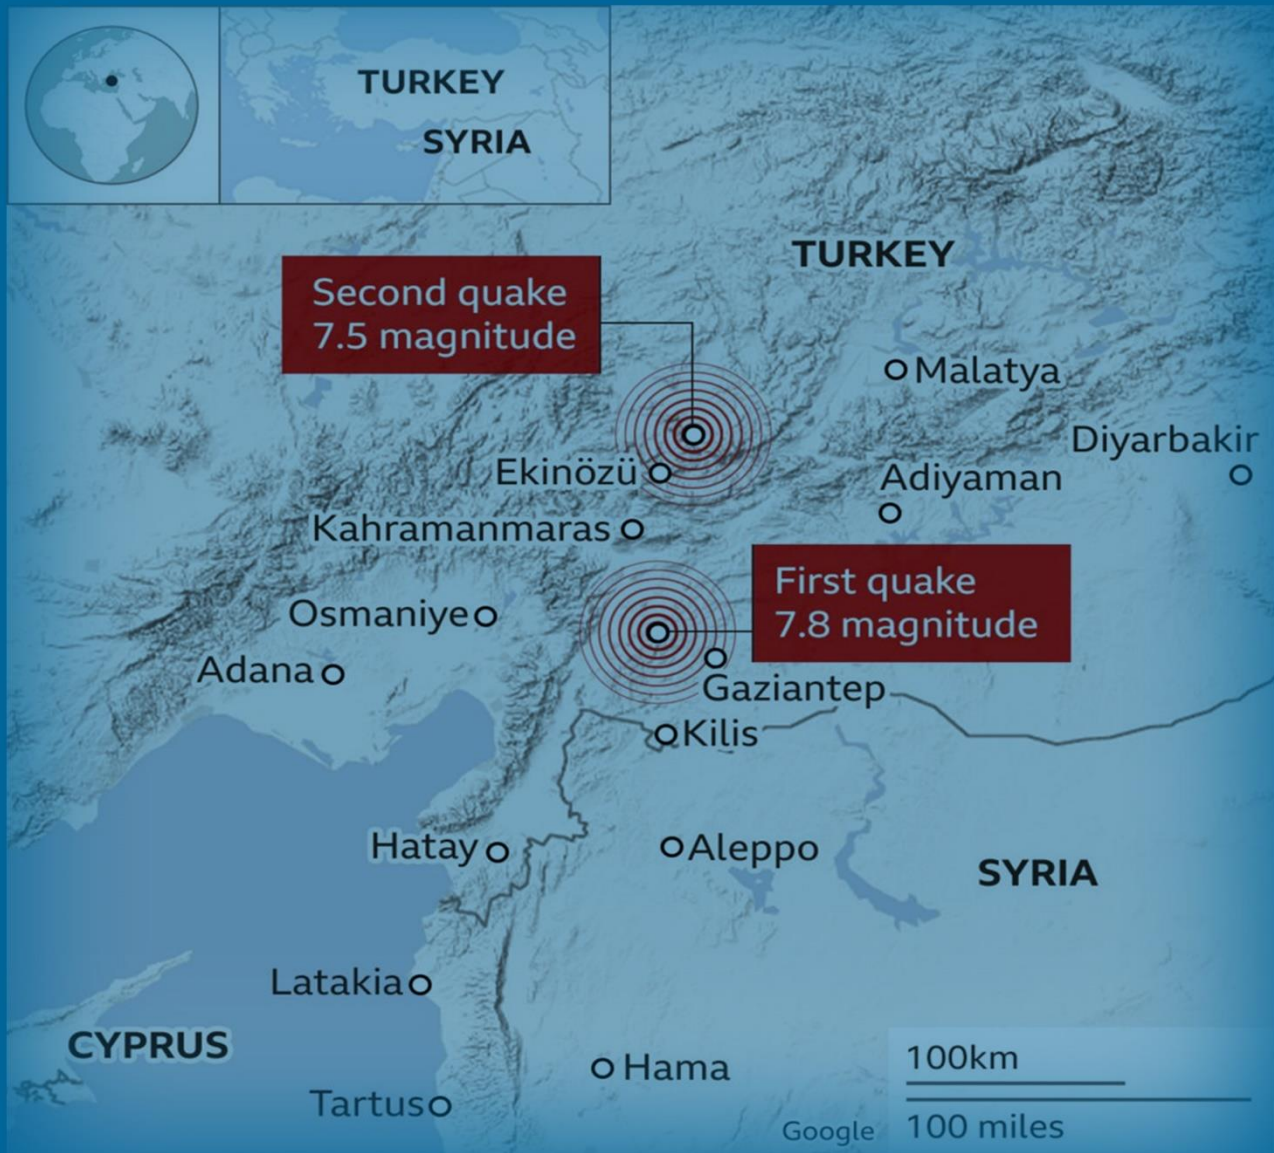 TURKEY
SYRIA
TURKEY
Second quake
7.5 magnitude
Malatya
Diyarbakir
Ekinözü
Adiyaman
Kahramanmaras
First quake
7.8 magnitude
Osmaniye
Adana
Gaziantep
Kilis
Hatay
Aleppo
SYRIA
Latakia
CYPRUS
100km
Hama
Tartus
Google
100 miles